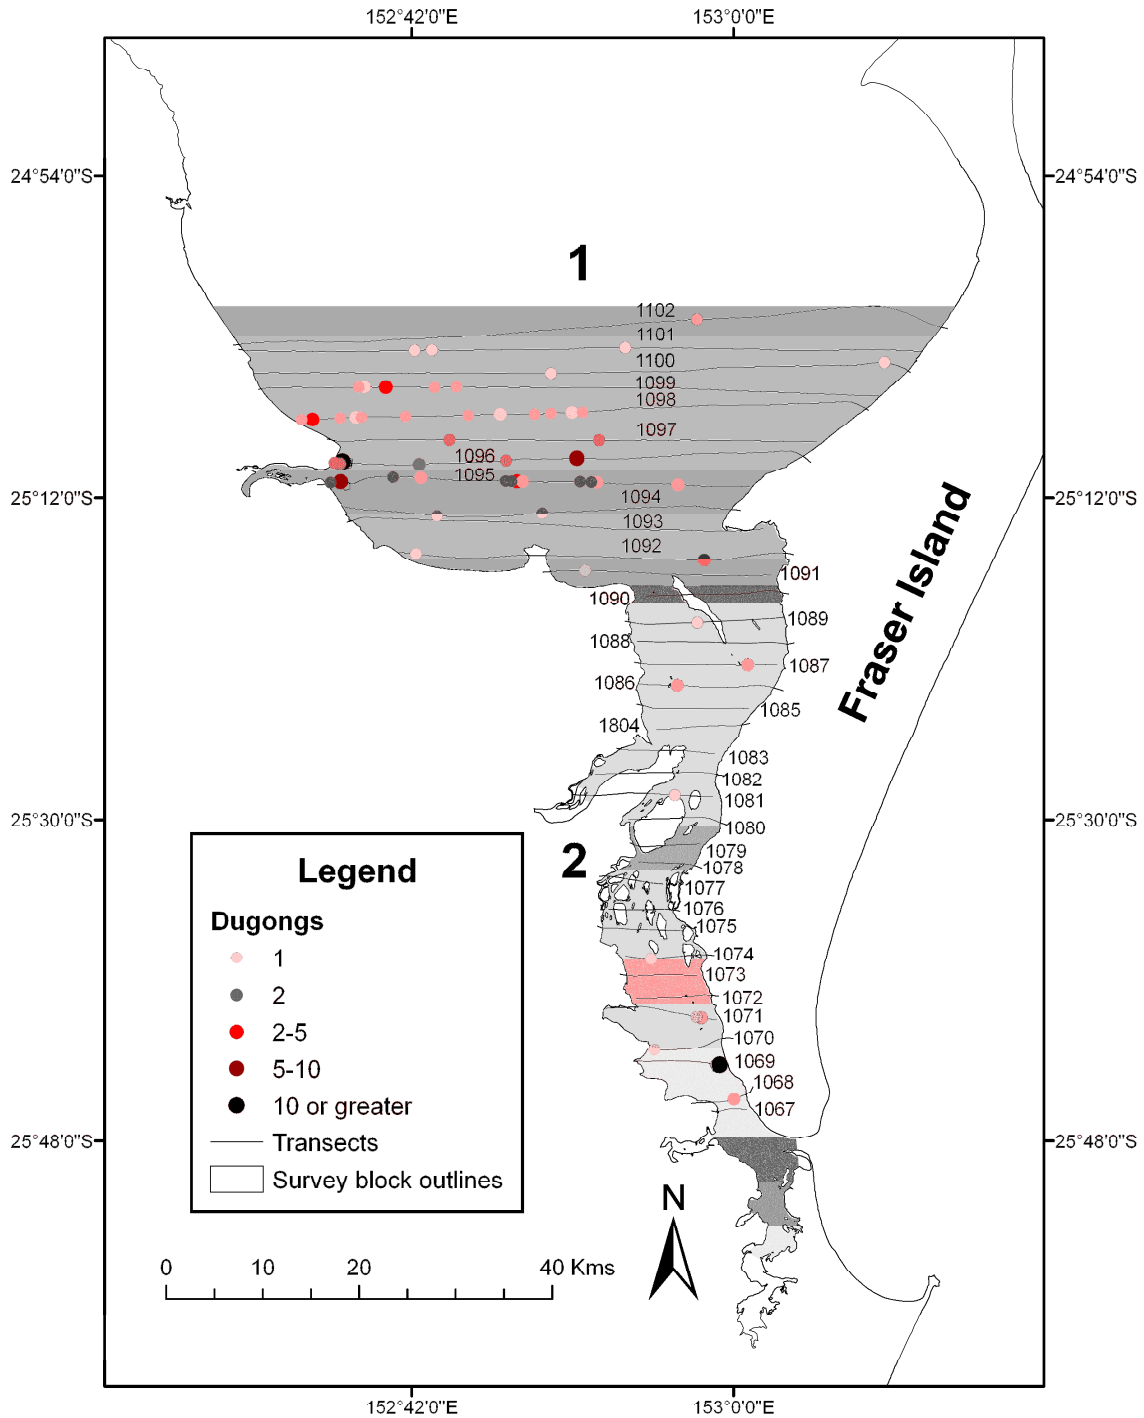 152°42'0"E 153°0'0"E
24°54'0"S 24°54'0"S
1
1102
1101
1100
1099
1098
1097
1096
1095
25°12'0"S 1094 25°12'0"S
1093
1092
1091
1090
1089
1088
1087
1086
1085
1804
Fraser Island
1083
1082
1081
25°30'0"S 1080 25°30'0"S
2
1079
1078
1077
1076
1075
1074
1073
1072
1071
1070
1069
1068
1067
25°48'0"S 25°48'0"S
Legend
Dugongs
1
2
2-5
5-10
10 or greater
Transects
Survey block outlines
N
0 10 20 40 Kms
152°42'0"E 153°0'0"E